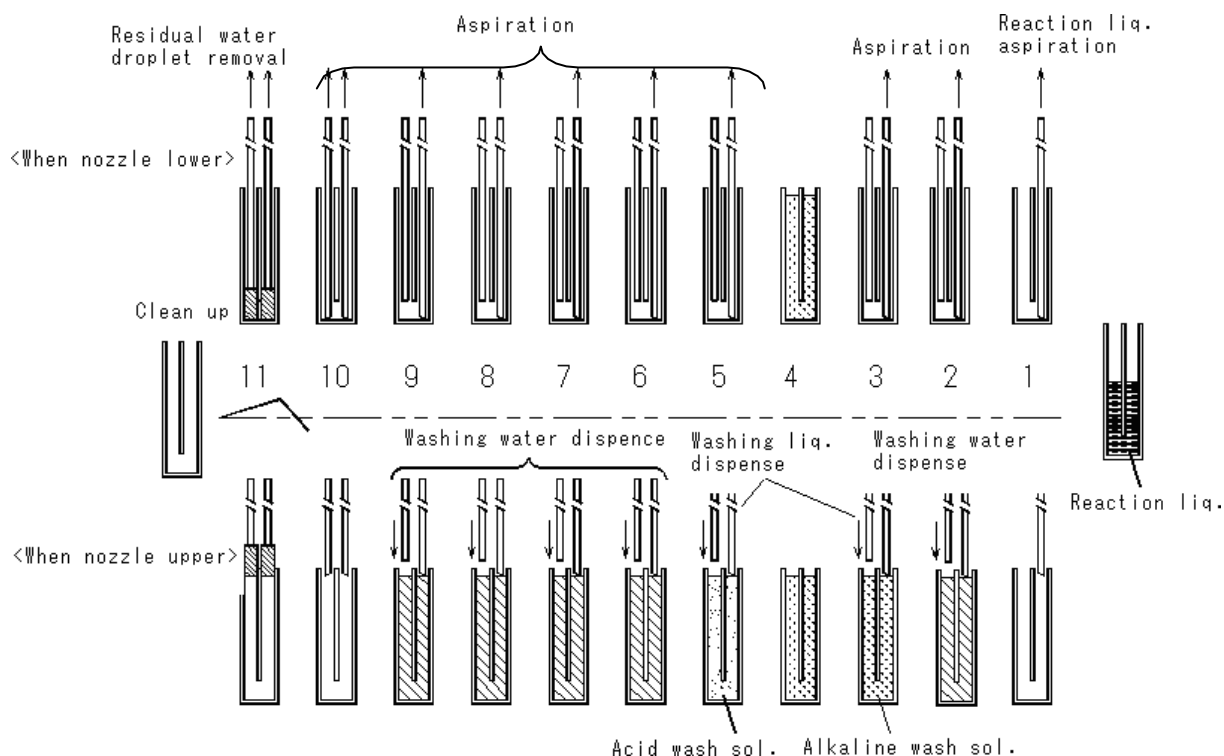 Residual water
droplet removal
Aspiration
Aspiration
Reaction liq.
aspiration
<When nozzle lower>
Clean up
11 10 9 8 7 6 5 4 3 2 1
Washing water dispence
Washing liq.
dispense
Washing water
dispense
Reaction liq.
<When nozzle upper>
Acid wash sol.
Alkaline wash sol.